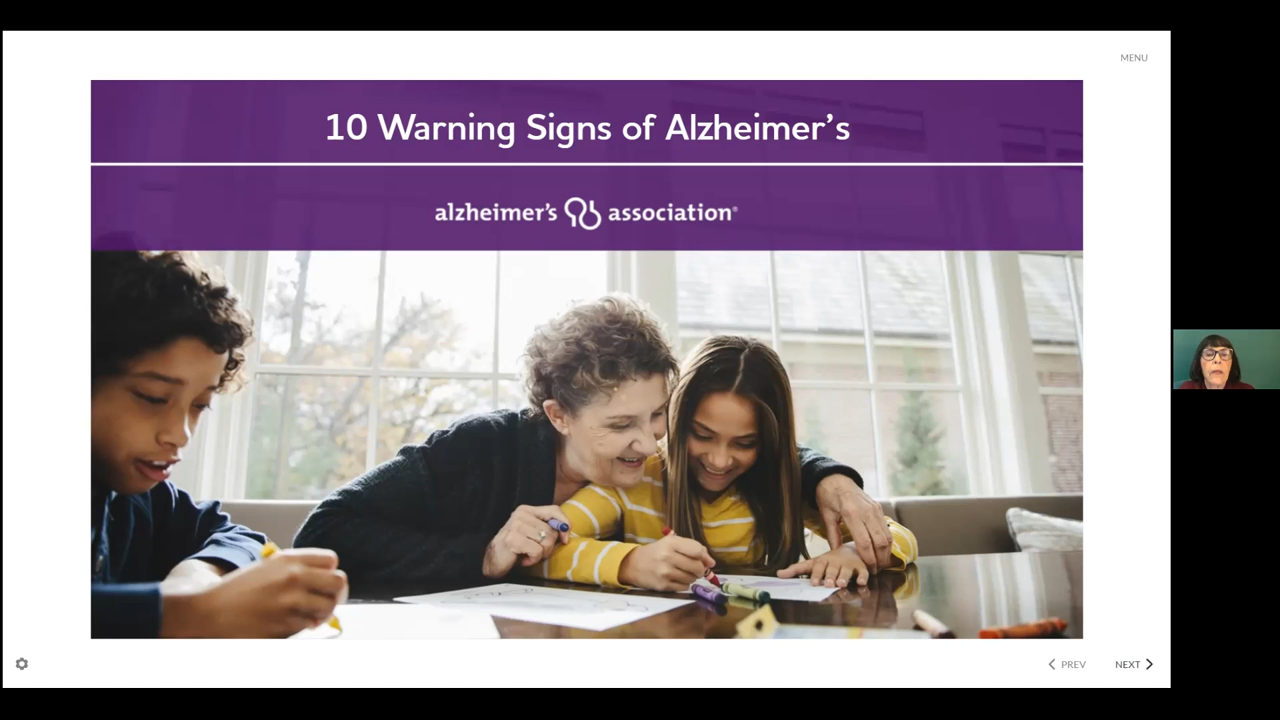 MENU
10 Warning Signs of Alzheimer's
alzheimer's association®
PREV
NEXT